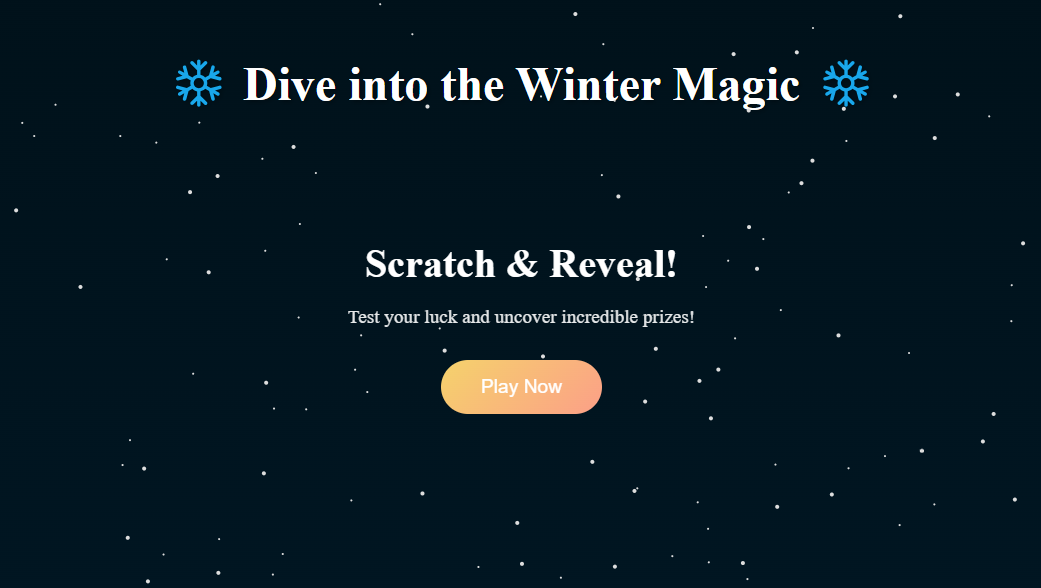 Dive into the Winter Magic
Scratch & Reveal!
Test your luck and uncover incredible prizes!
Play Now